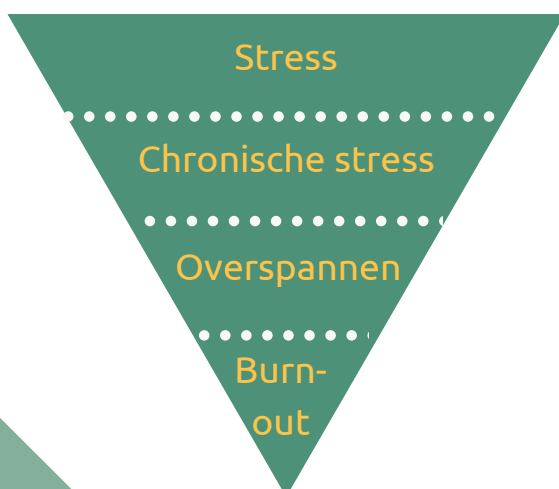 Stress
Chronische stress
Overspannen
Burn-
out